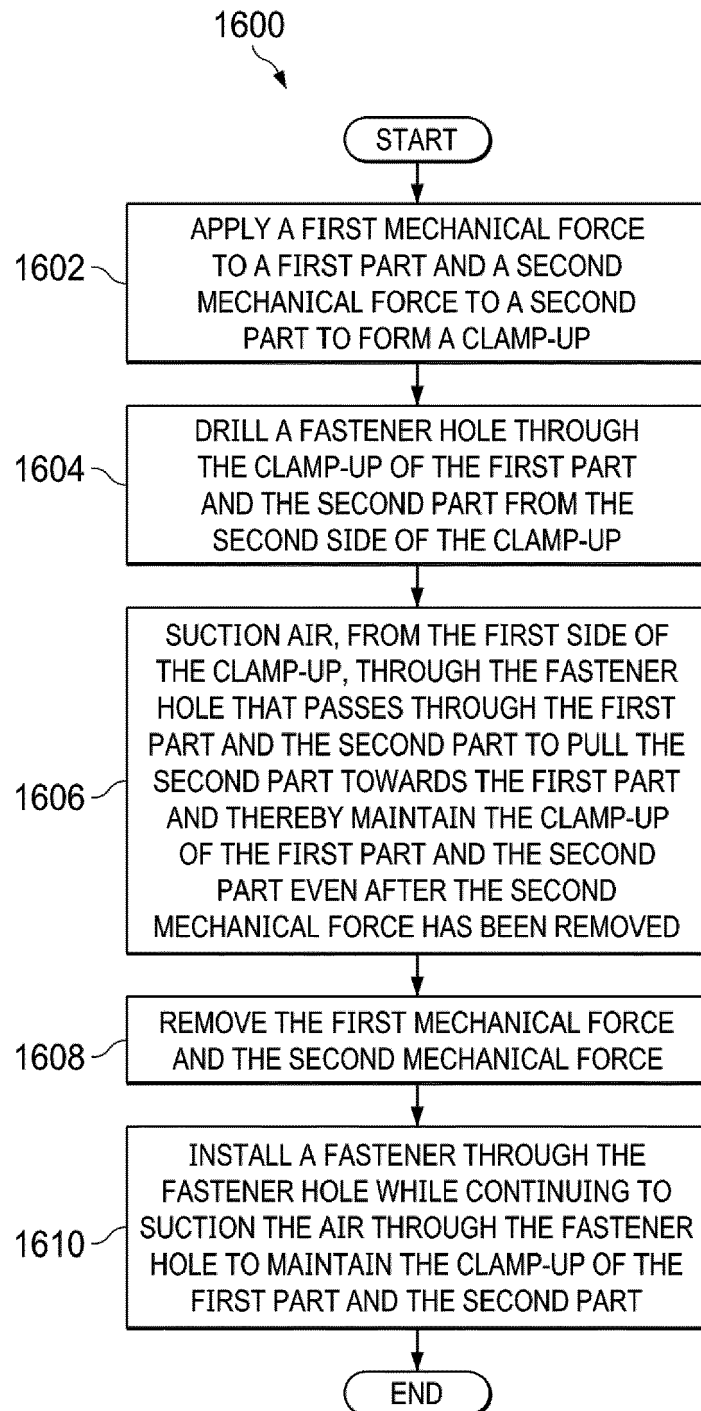 1600
START
1602
APPLY A FIRST MECHANICAL FORCE
TO A FIRST PART AND A SECOND
MECHANICAL FORCE TO A SECOND
PART TO FORM A CLAMP-UP
1604
DRILL A FASTENER HOLE THROUGH
THE CLAMP-UP OF THE FIRST PART
AND THE SECOND PART FROM THE
SECOND SIDE OF THE CLAMP-UP
1606
SUCTION AIR, FROM THE FIRST SIDE OF
THE CLAMP-UP, THROUGH THE FASTENER
HOLE THAT PASSES THROUGH THE FIRST
PART AND THE SECOND PART TO PULL THE
SECOND PART TOWARDS THE FIRST PART
AND THEREBY MAINTAIN THE CLAMP-UP
OF THE FIRST PART AND THE SECOND
PART EVEN AFTER THE SECOND
MECHANICAL FORCE HAS BEEN REMOVED
1608
REMOVE THE FIRST MECHANICAL FORCE
AND THE SECOND MECHANICAL FORCE
1610
INSTALL A FASTENER THROUGH THE
FASTENER HOLE WHILE CONTINUING TO
SUCTION THE AIR THROUGH THE FASTENER
HOLE TO MAINTAIN THE CLAMP-UP OF THE
FIRST PART AND THE SECOND PART
END